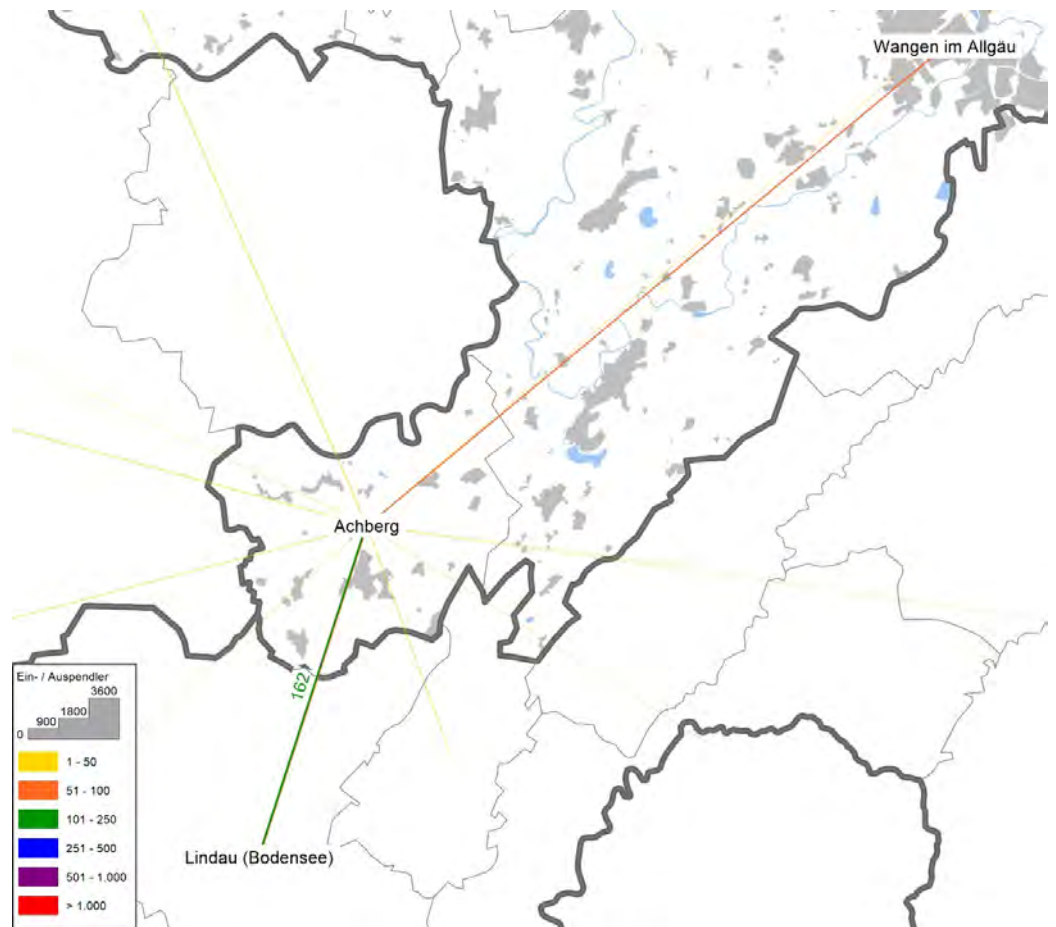 Wangen im Allgäu
Achberg
162
Lindau (Bodensee)
Ein- / Auspendler
3600
1800
900
0
1 - 50
51 - 100
101 - 250
251 - 500
501 - 1.000
> 1.000